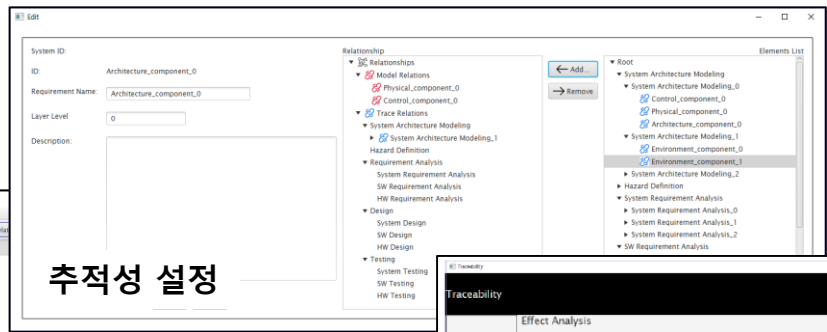 Edit
System ID:
ID:
Architecture_component_0
Requirement Name:
Architecture_component_0
Layer Level
0
Description:
추적성 설정
Relationship
Relationships
Model Relations
Physical_component_0
Control_component_0
Trace Relations
System Architecture Modeling
System Architecture Modeling_1
Hazard Definition
Requirement Analysis
System Requirement Analysis
SW Requirement Analysis
HW Requirement Analysis
Design
System Design
SW Design
HW Design
Testing
System Testing
SW Testing
HW Testing
Add...
Remove
Elements List
Root
System Architecture Modeling
System Architecture Modeling_0
Control_component_0
Physical_component_0
Architecture_component_0
System Architecture Modeling_1
Environment_component_0
Environment_component_1
System Architecture Modeling_2
Hazard Definition
System Requirement Analysis
System Requirement Analysis_0
System Requirement Analysis_1
System Requirement Analysis_2
SW Requirement Analysis
Traceability
Traceability
Effect Analysis